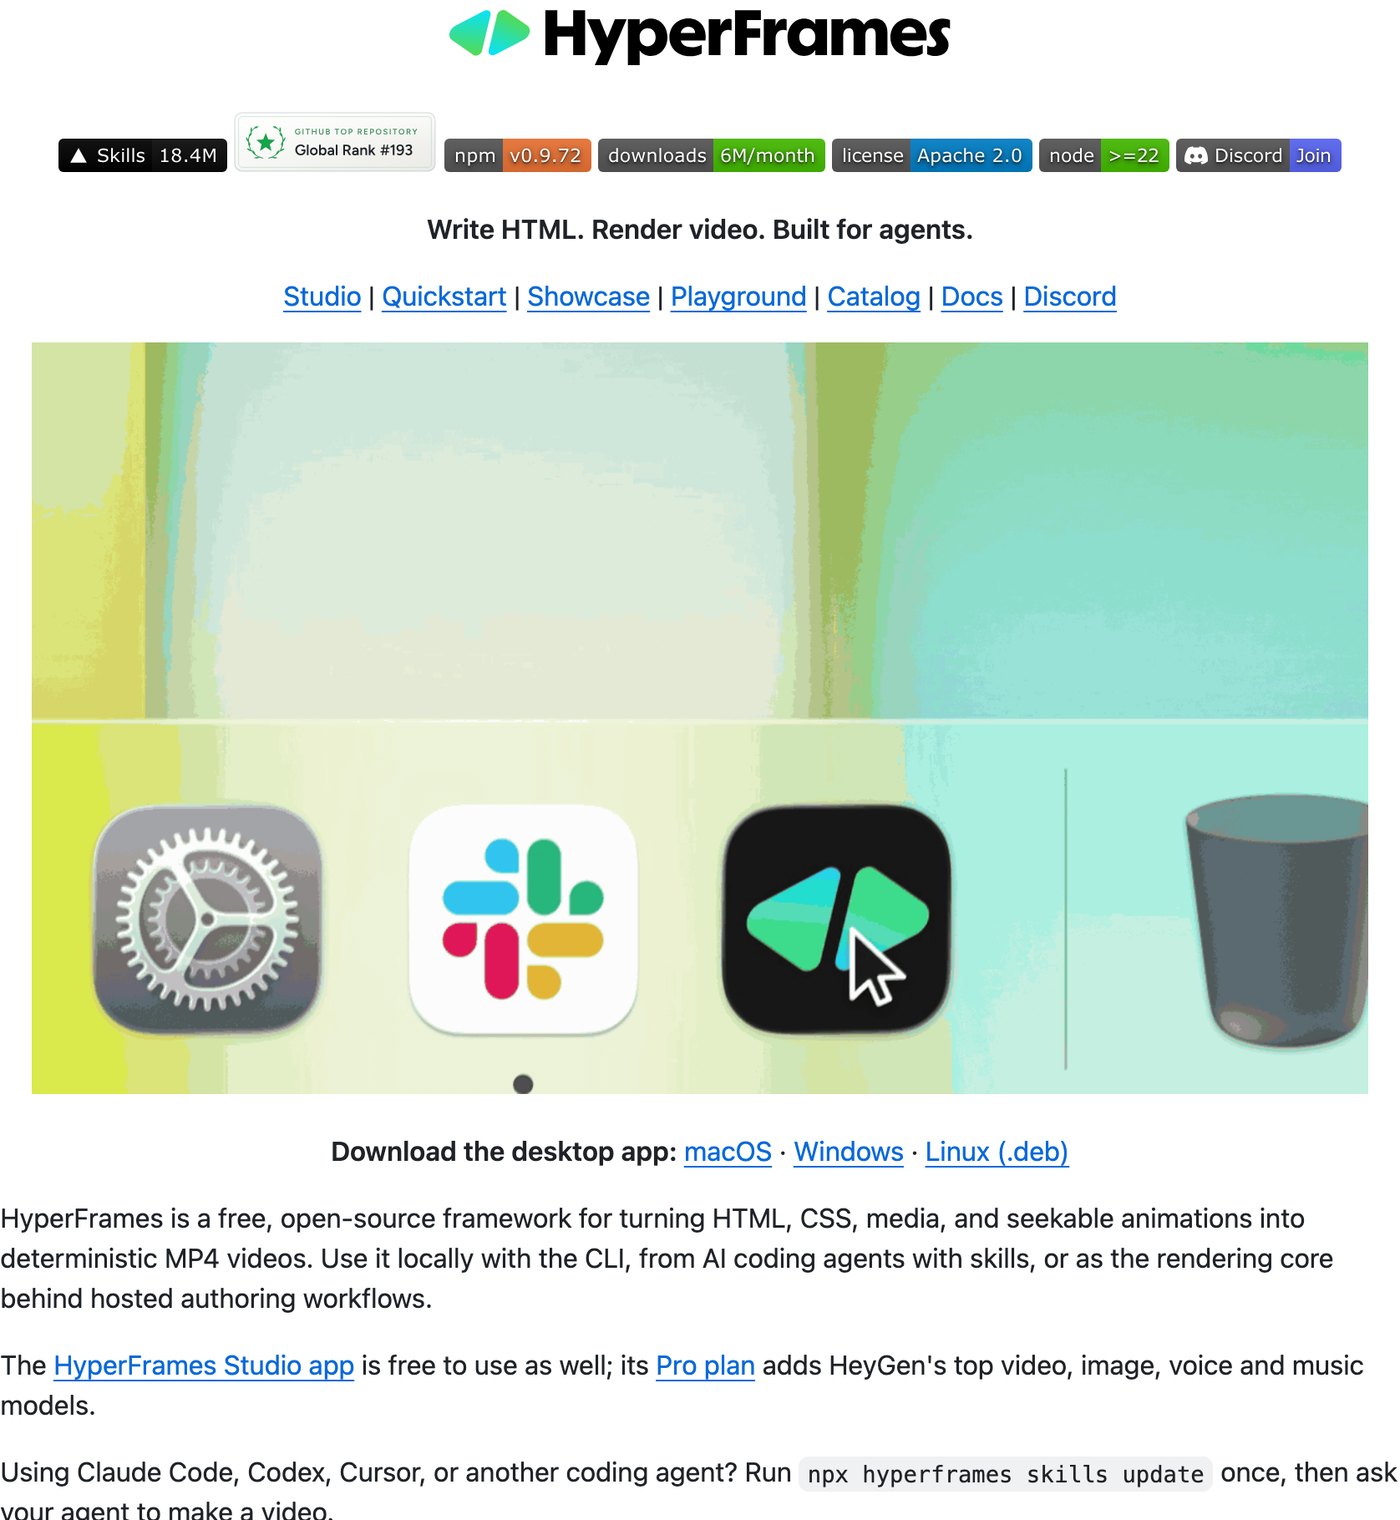 HyperFrames
Skills 18.4M
GITHUB TOP REPOSITORY
Global Rank #193
npm v0.9.72
downloads 6M/month
license Apache 2.0
node >=22
Discord Join
Write HTML. Render video. Built for agents.
Studio | Quickstart | Showcase | Playground | Catalog | Docs | Discord
Download the desktop app: macOS · Windows · Linux (.deb)
HyperFrames is a free, open-source framework for turning HTML, CSS, media, and seekable animations into
deterministic MP4 videos. Use it locally with the CLI, from AI coding agents with skills, or as the rendering core
behind hosted authoring workflows.
The HyperFrames Studio app is free to use as well; its Pro plan adds HeyGen's top video, image, voice and music
models.
Using Claude Code, Codex, Cursor, or another coding agent? Run npx hyperframes skills update once, then ask
your agent to make a video.